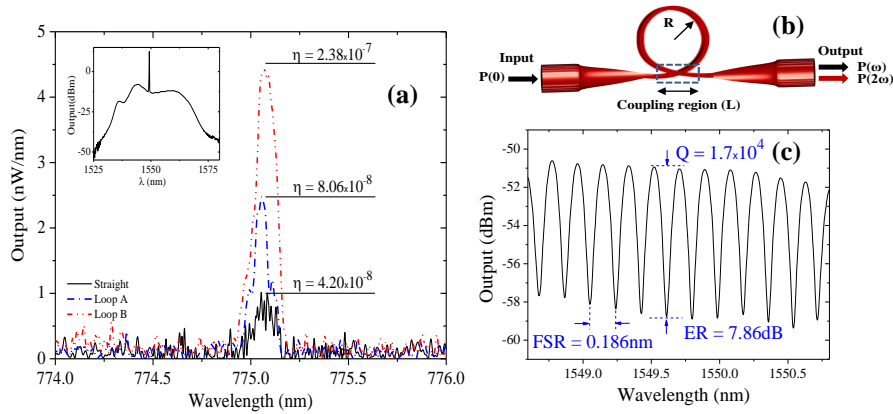 (a)
Output (nW/nm)
5
4
3
2
1
0
774.0 774.5 775.0 775.5 776.0
Wavelength (nm)
η = 2.38x10⁻⁷
η = 8.06x10⁻⁸
η = 4.20x10⁻⁸
Straight
Loop A
Loop B
Output(dBm)
0
-25
-50
1525 1550 1575
λ (nm)
(b)
R
Input
P(0)
Output
P(ω)
P(2ω)
Coupling region (L)
(c)
Output (dBm)
-50
-52
-54
-56
-58
-60
Q = 1.7x10⁴
FSR = 0.186nm
ER = 7.86dB
1549.0 1549.5 1550.0 1550.5
Wavelength (nm)